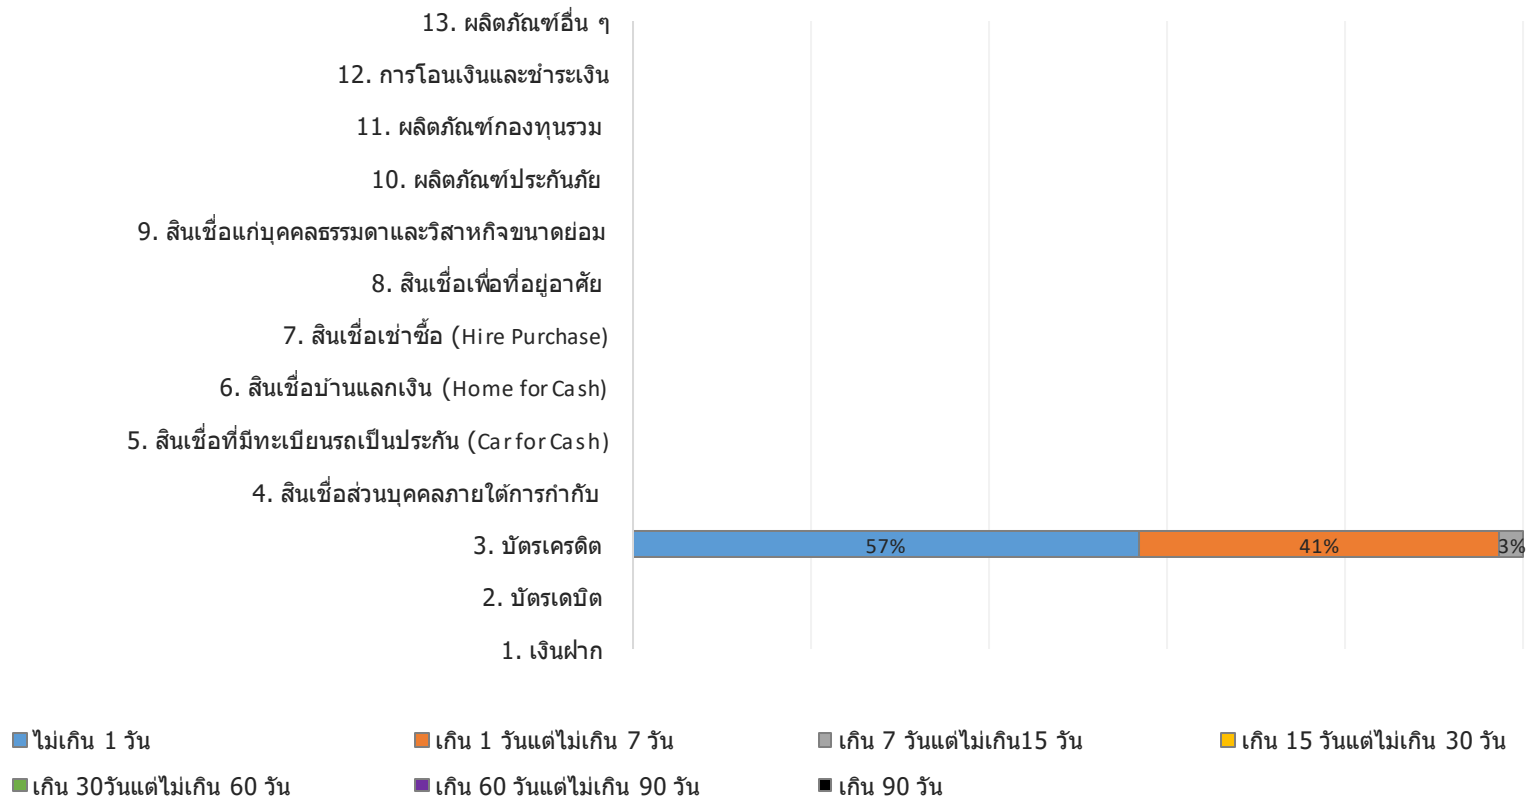 13. ผลิตภัณฑ์อื่น ๆ
12. การโอนเงินและชำระเงิน
11. ผลิตภัณฑ์กองทุนรวม
10. ผลิตภัณฑ์ประกันภัย
9. สินเชื่อแก่บุคคลธรรมดาและวิสาหกิจขนาดย่อม
8. สินเชื่อเพื่อที่อยู่อาศัย
7. สินเชื่อเช่าซื้อ (Hire Purchase)
6. สินเชื่อบ้านแลกเงิน (Home for Cash)
5. สินเชื่อที่มีทะเบียนรถเป็นประกัน (Car for Cash)
4. สินเชื่อส่วนบุคคลภายใต้การกำกับ
3. บัตรเครดิต 57% 41% 3%
2. บัตรเดบิต
1. เงินฝาก
ไม่เกิน 1 วัน เกิน 1 วันแต่ไม่เกิน 7 วัน เกิน 7 วันแต่ไม่เกิน15 วัน เกิน 15 วันแต่ไม่เกิน 30 วัน
เกิน 30วันแต่ไม่เกิน 60 วัน เกิน 60 วันแต่ไม่เกิน 90 วัน เกิน 90 วัน